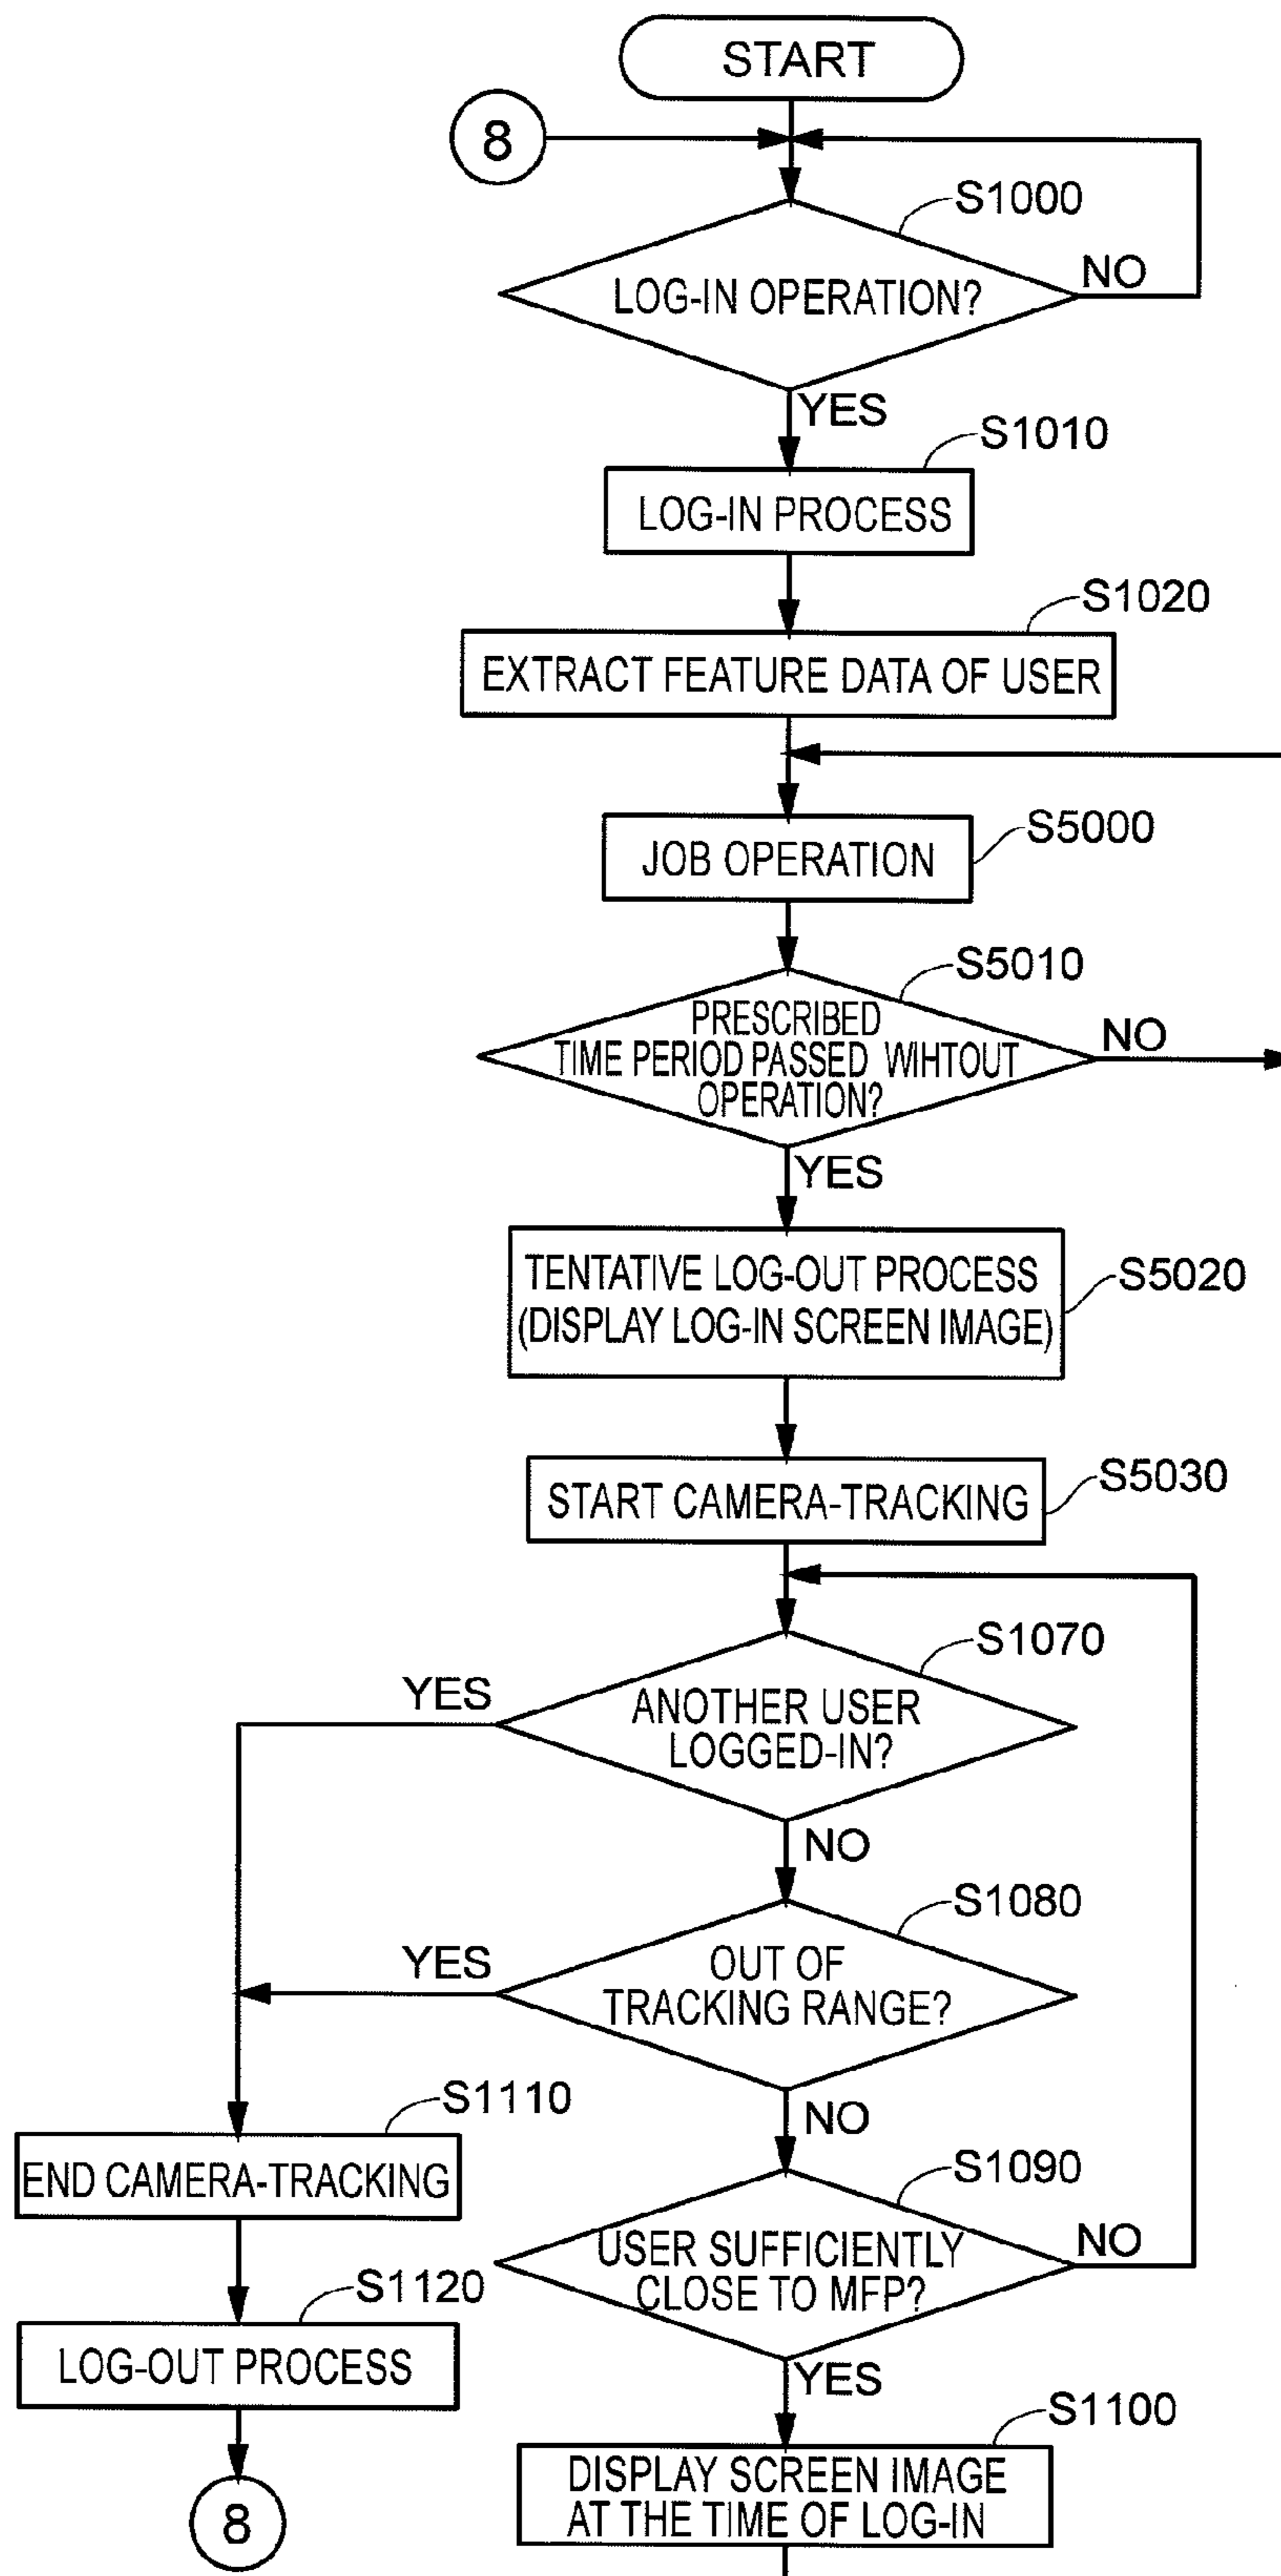 START
8
S1000
LOG-IN OPERATION?
NO
YES
S1010
LOG-IN PROCESS
S1020
EXTRACT FEATURE DATA OF USER
S5000
JOB OPERATION
S5010
PRESCRIBED
TIME PERIOD PASSED WIHTOUT
OPERATION?
NO
YES
TENTATIVE LOG-OUT PROCESS
(DISPLAY LOG-IN SCREEN IMAGE)
S5020
START CAMERA-TRACKING
S5030
S1070
YES
ANOTHER USER
LOGGED-IN?
NO
S1080
YES
OUT OF
TRACKING RANGE?
NO
S1110
END CAMERA-TRACKING
S1090
USER SUFFICIENTLY
CLOSE TO MFP?
NO
S1120
LOG-OUT PROCESS
YES
S1100
DISPLAY SCREEN IMAGE
AT THE TIME OF LOG-IN
8